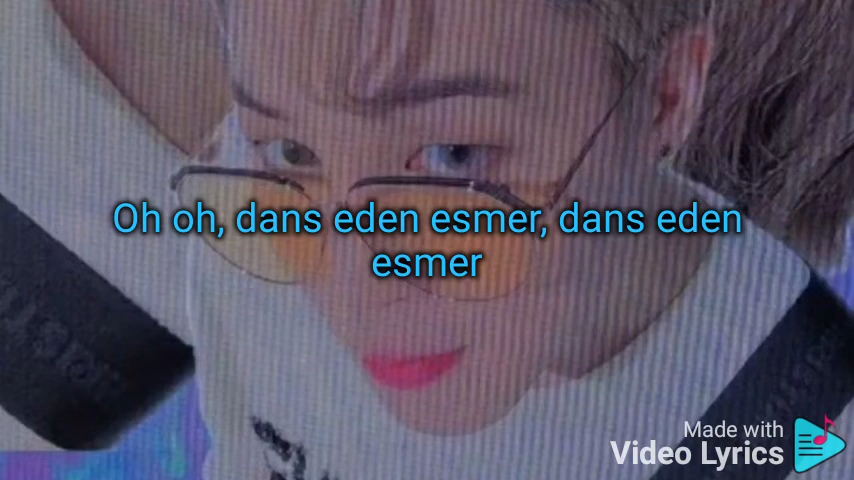 Oh oh, dans eden esmer, dans eden
esmer
Made with
Video Lyrics